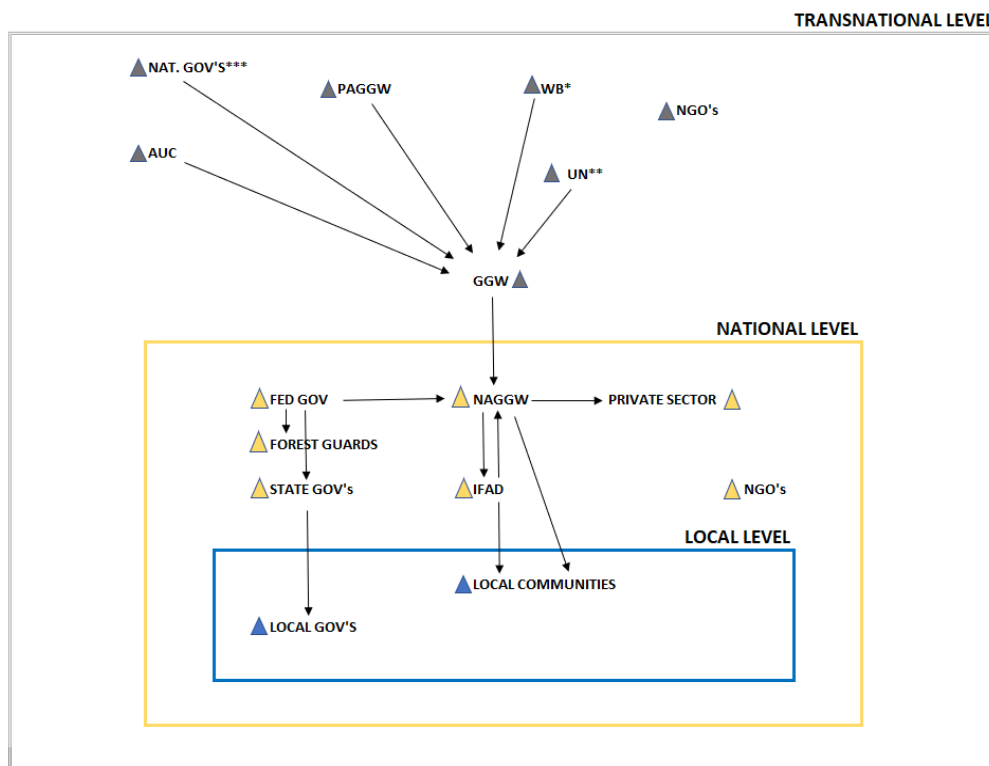 TRANSNATIONAL LEVEL
NAT. GOV'S***
PAGGW
WB*
NGO's
AUC
UN**
GGW
NATIONAL LEVEL
FED GOV
NAGGW
PRIVATE SECTOR
FOREST GUARDS
STATE GOV's
IFAD
NGO's
LOCAL LEVEL
LOCAL COMMUNITIES
LOCAL GOV'S